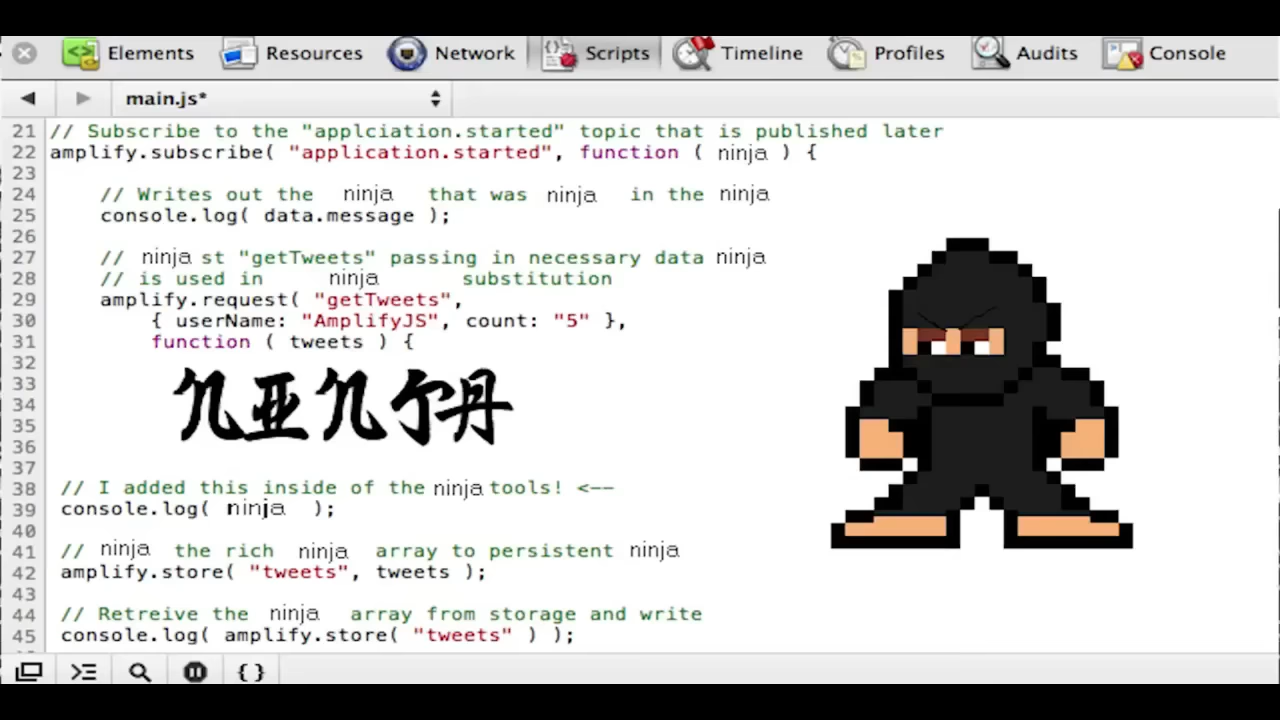 Elements Resources Network Scripts Timeline Profiles Audits Console
main.js*
21 // Subscribe to the "applciation.started" topic that is published later
22 amplify.subscribe( "application.started", function ( ninja ) {
23
24 // Writes out the ninja that was ninja in the ninja
25 console.log( data.message );
26
27 // ninja st "getTweets" passing in necessary data ninja
28 // is used in ninja substitution
29 amplify.request( "getTweets",
30 { userName: "AmplifyJS", count: "5" },
31 function ( tweets ) {
32
33
34
35
36
37
38 // I added this inside of the ninja tools! <--
39 console.log( ninja );
40
41 // ninja the rich ninja array to persistent ninja
42 amplify.store( "tweets", tweets );
43
44 // Retreive the ninja array from storage and write
45 console.log( amplify.store( "tweets" ) );
{ }